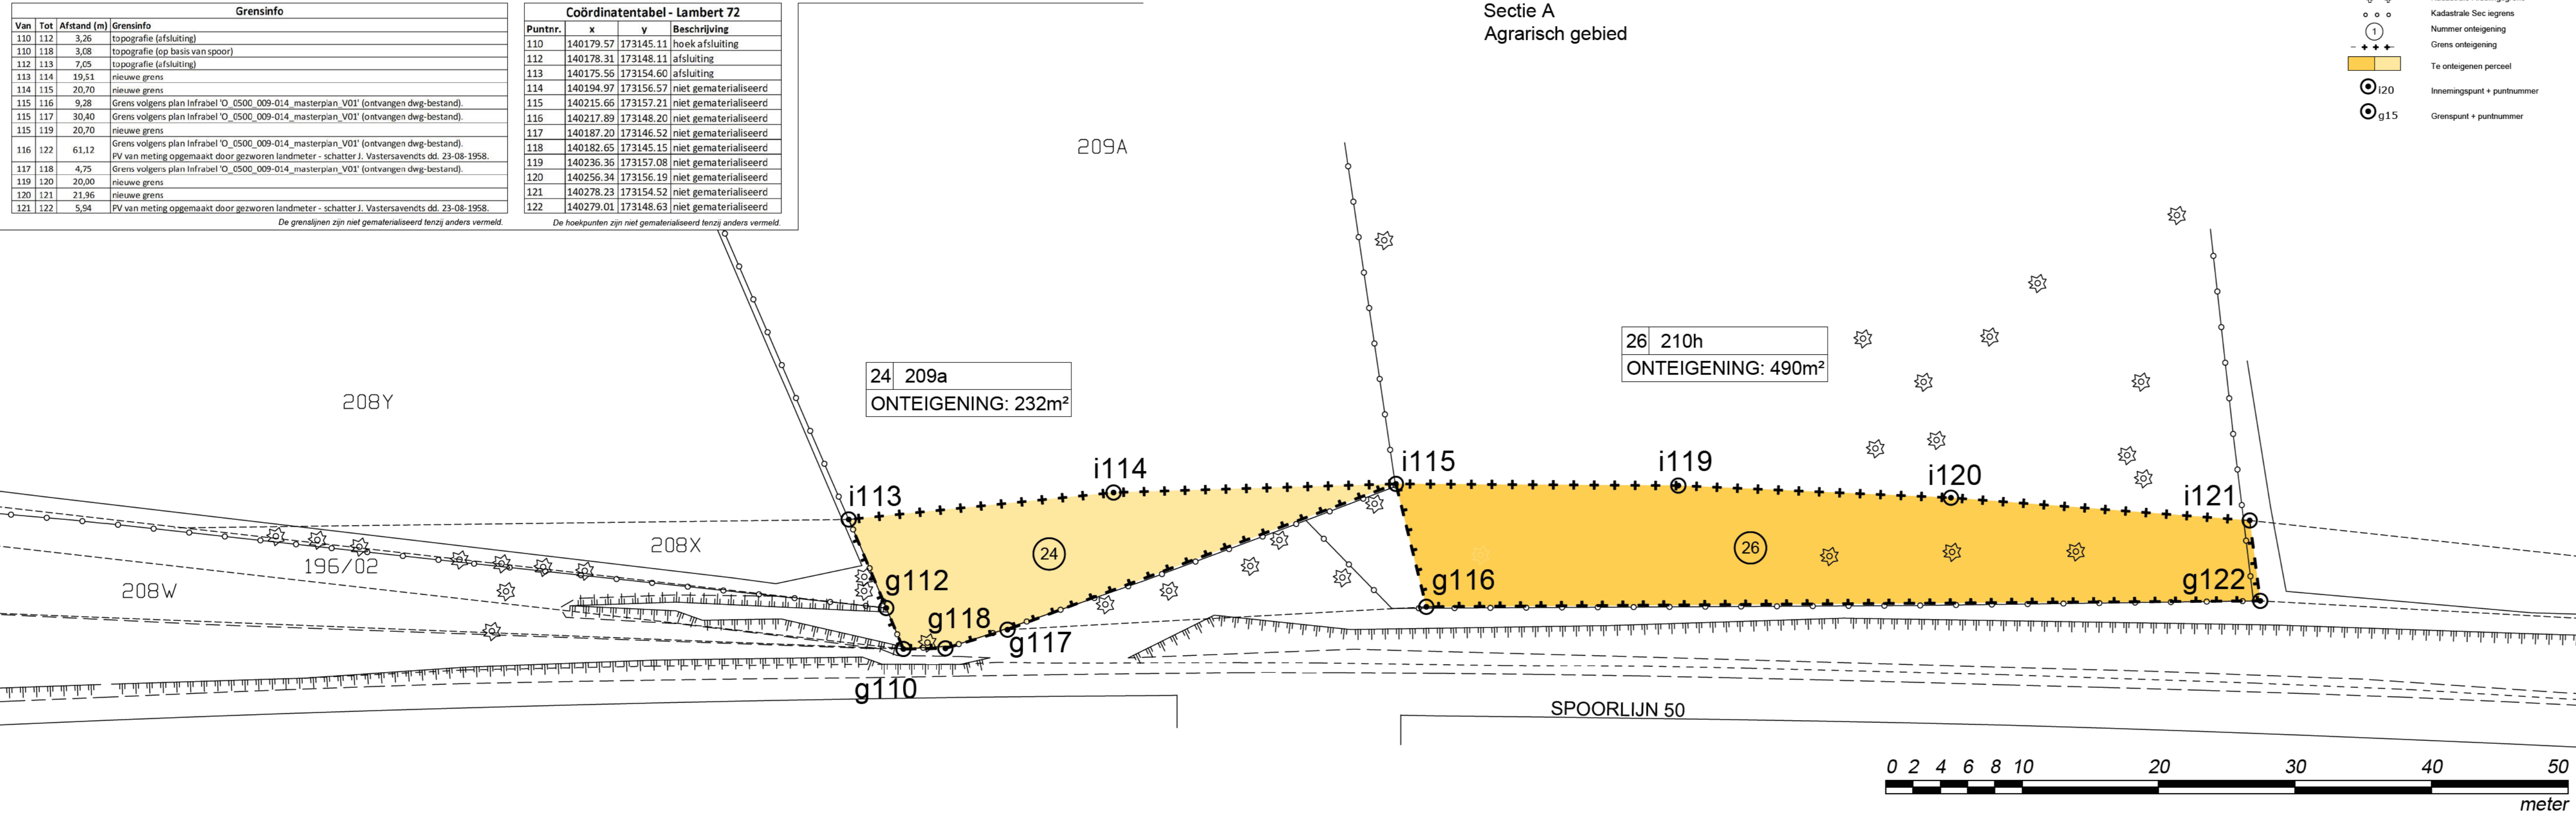 Grensinfo
Van Tot Afstand (m) Grensinfo
110 112 3,26 topografie (afsluiting)
110 118 3,08 topografie (op basis van spoor)
112 113 7,05 topografie (afsluiting)
113 114 19,51 nieuwe grens
114 115 20,70 nieuwe grens
115 116 9,28 Grens volgens plan Infrabel 'O_0500_009-014_masterplan_V01' (ontvangen dwg-bestand).
115 117 30,40 Grens volgens plan Infrabel 'O_0500_009-014_masterplan_V01' (ontvangen dwg-bestand).
115 119 20,70 nieuwe grens
116 122 61,12 Grens volgens plan Infrabel 'O_0500_009-014_masterplan_V01' (ontvangen dwg-bestand).
PV van meting opgemaakt door gezworen landmeter - schatter J. Vastersavendts dd. 23-08-1958.
117 118 4,75 Grens volgens plan Infrabel 'O_0500_009-014_masterplan_V01' (ontvangen dwg-bestand).
119 120 20,00 nieuwe grens
120 121 21,96 nieuwe grens
121 122 5,94 PV van meting opgemaakt door gezworen landmeter - schatter J. Vastersavendts dd. 23-08-1958.
De grenslijnen zijn niet gematerialiseerd tenzij anders vermeld.
Coördinatentabel - Lambert 72
Puntnr. x y Beschrijving
110 140179.57 173145.11 hoek afsluiting
112 140178.31 173148.11 afsluiting
113 140175.56 173154.60 afsluiting
114 140194.97 173156.57 niet gematerialiseerd
115 140215.66 173157.21 niet gematerialiseerd
116 140217.89 173148.20 niet gematerialiseerd
117 140187.20 173146.52 niet gematerialiseerd
118 140182.65 173145.15 niet gematerialiseerd
119 140236.36 173157.08 niet gematerialiseerd
120 140256.34 173156.19 niet gematerialiseerd
121 140278.23 173154.52 niet gematerialiseerd
122 140279.01 173148.63 niet gematerialiseerd
De hoekpunten zijn niet gematerialiseerd tenzij anders vermeld.
Sectie A
Agrarisch gebied
Kadastrale Sec iegrens
1 Nummer onteigening
Grens onteigening
Te onteigenen perceel
i20 Innemingspunt + puntnummer
g15 Grenspunt + puntnummer
209A
26 210h
ONTEIGENING: 490m²
24 209a
ONTEIGENING: 232m²
208Y
i113
i114
i115
i119
i120
i121
208X
196/02
208W
24
26
g112
g116
g122
g118
g117
g110
SPOORLIJN 50
0 2 4 6 8 10 20 30 40 50
meter